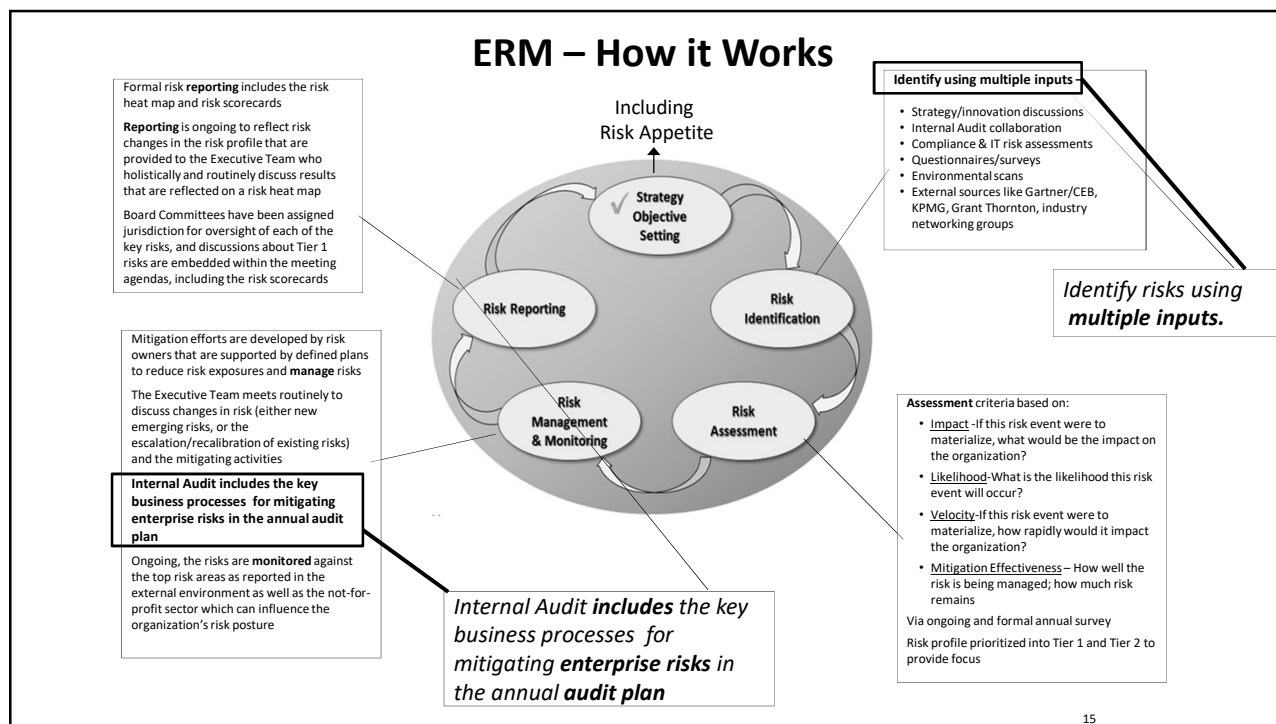 ERM – How it Works
Formal risk reporting includes the risk
heat map and risk scorecards
Reporting is ongoing to reflect risk
changes in the risk profile that are
provided to the Executive Team who
holistically and routinely discuss results
that are reflected on a risk heat map
Board Committees have been assigned
jurisdiction for oversight of each of the
key risks, and discussions about Tier 1
risks are embedded within the meeting
agendas, including the risk scorecards
Including
Risk Appetite
✓ Strategy
Objective
Setting
Risk Reporting
Risk
Identification
Risk
Management
& Monitoring
Risk
Assessment
Identify using multiple inputs
• Strategy/innovation discussions
• Internal Audit collaboration
• Compliance & IT risk assessments
• Questionnaires/surveys
• Environmental scans
• External sources like Gartner/CEB,
KPMG, Grant Thornton, industry
networking groups
Identify risks using
multiple inputs.
Mitigation efforts are developed by risk
owners that are supported by defined plans
to reduce risk exposures and manage risks
The Executive Team meets routinely to
discuss changes in risk (either new
emerging risks, or the
escalation/recalibration of existing risks)
and the mitigating activities
Internal Audit includes the key
business processes for mitigating
enterprise risks in the annual audit
plan
Ongoing, the risks are monitored against
the top risk areas as reported in the
external environment as well as the not-for-
profit sector which can influence the
organization's risk posture
Internal Audit includes the key
business processes for
mitigating enterprise risks in
the annual audit plan
Assessment criteria based on:
• Impact -If this risk event were to
materialize, what would be the impact on
the organization?
• Likelihood-What is the likelihood this risk
event will occur?
• Velocity-If this risk event were to
materialize, how rapidly would it impact
the organization?
• Mitigation Effectiveness – How well the
risk is being managed; how much risk
remains
Via ongoing and formal annual survey
Risk profile prioritized into Tier 1 and Tier 2 to
provide focus
15